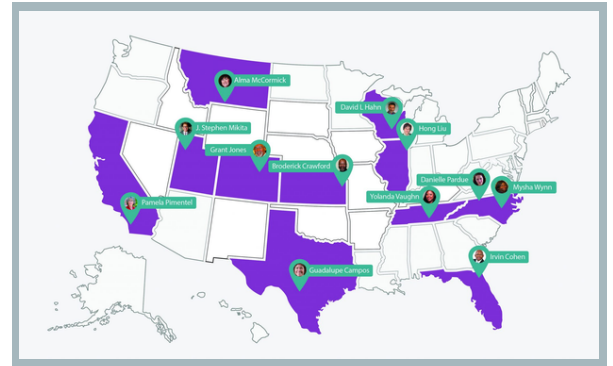 Alma McCormick
David L Hahn
J. Stephen Mikita
Hong Liu
Grant Jones
Broderick Crawford
Danielle Pardue
Mysha Wynn
Yolanda Vaughn
Pamela Pimentel
Irvin Cohen
Guadalupe Campos